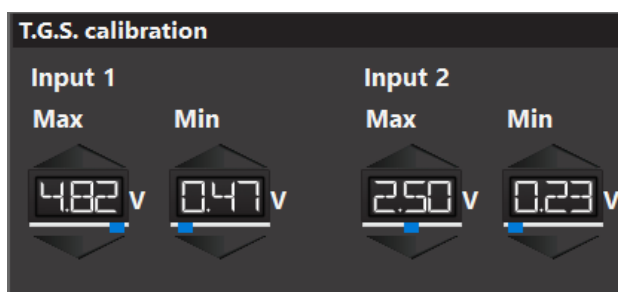 T.G.S. calibration
Input 1 Input 2
Max Min Max Min
4.82 V 0.47 V 2.50 V 0.23 V